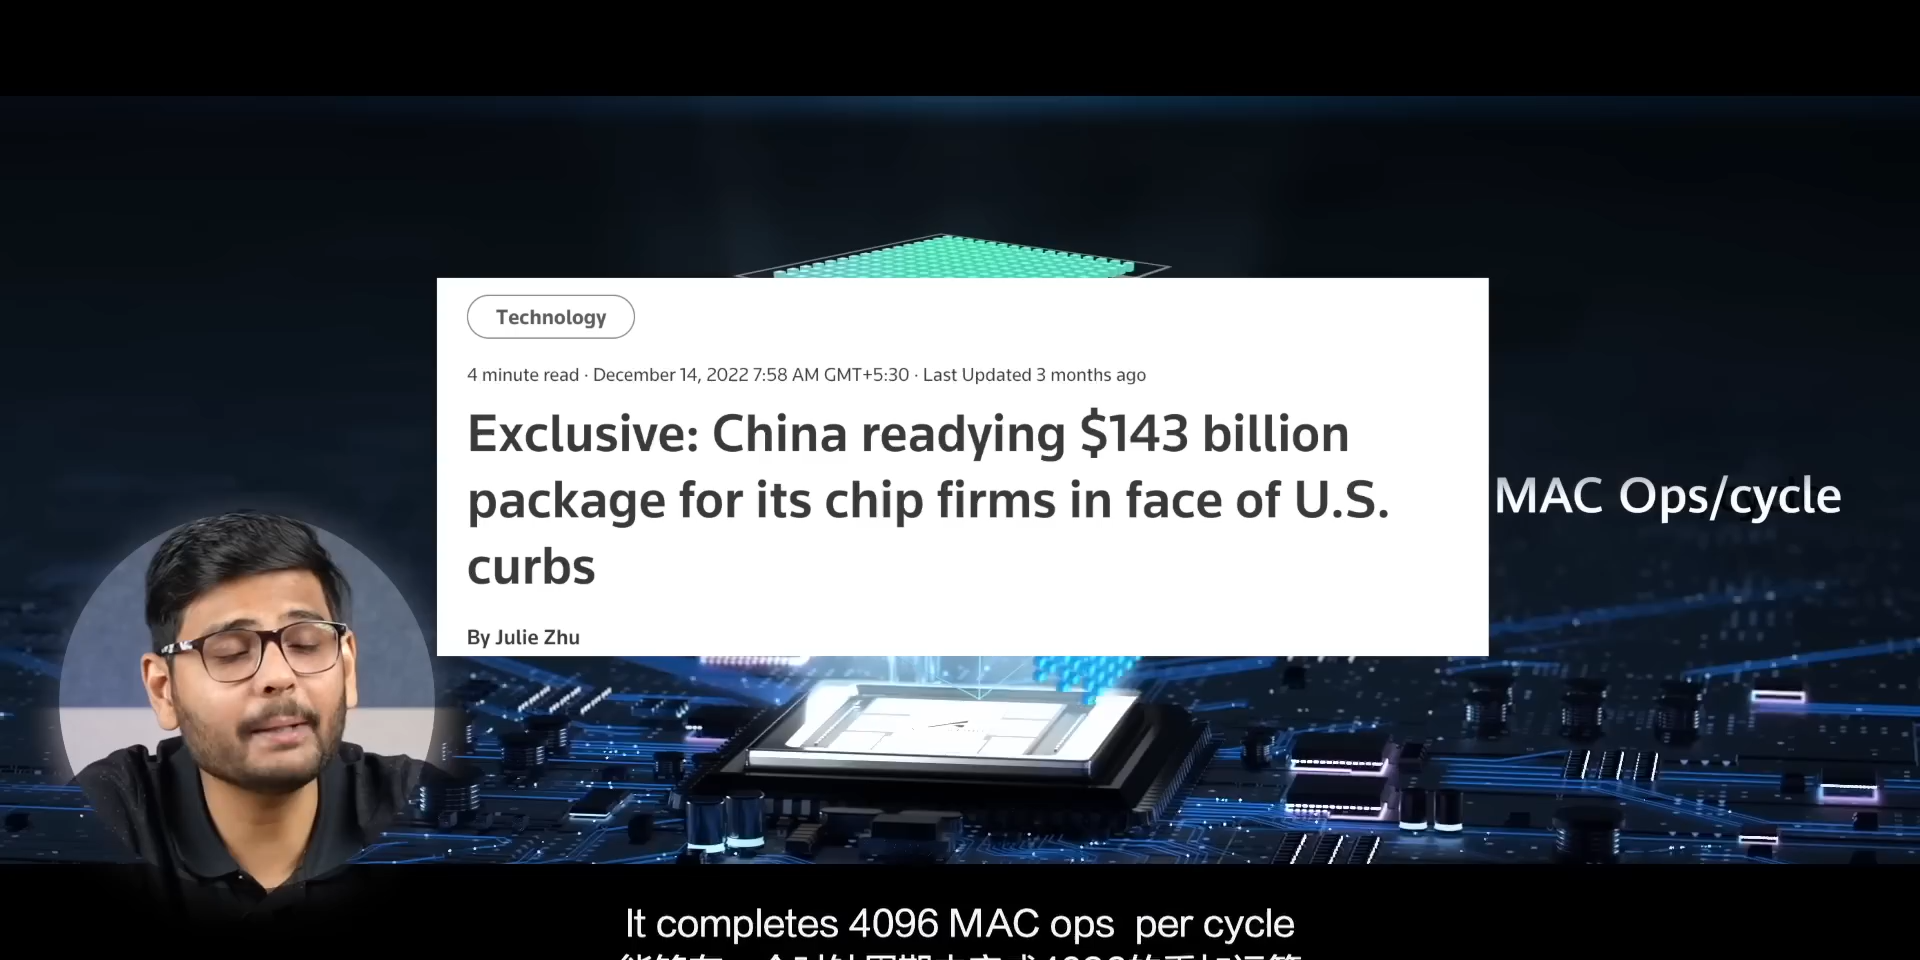 Technology
4 minute read · December 14, 2022 7:58 AM GMT+5:30 · Last Updated 3 months ago
Exclusive: China readying $143 billion
package for its chip firms in face of U.S.
curbs
By Julie Zhu
MAC Ops/cycle
It completes 4096 MAC ops per cycle